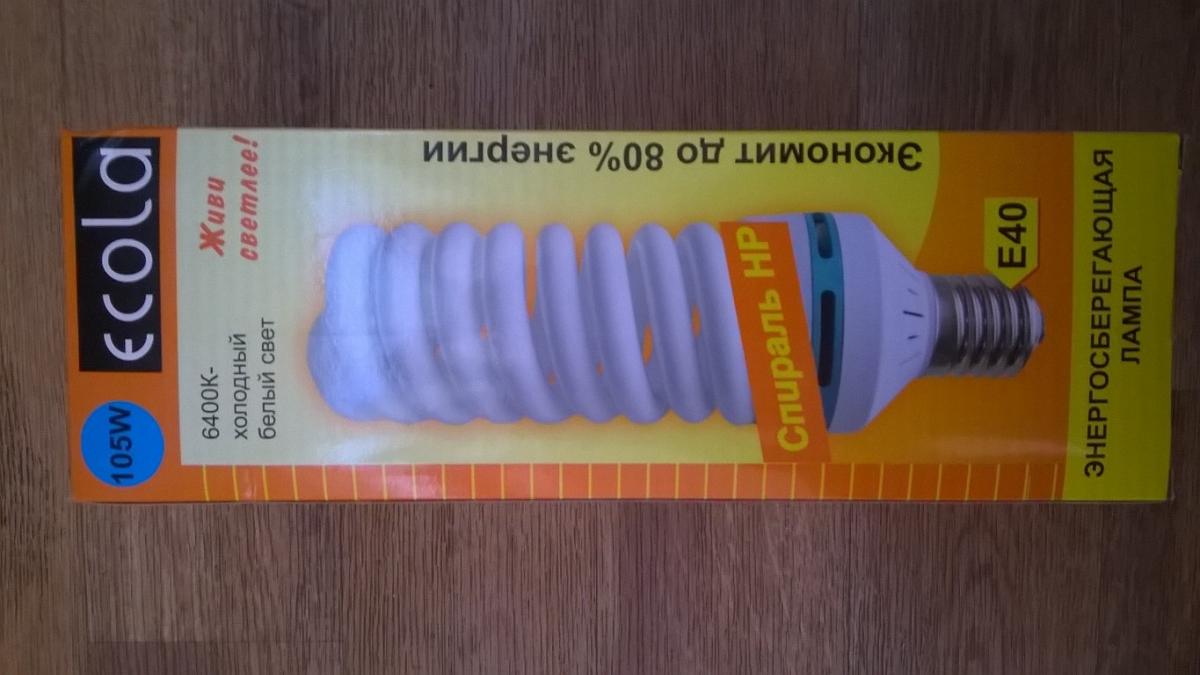 ecola
105W
Живи
светлее!
6400K-
холодный
белый свет
Экономит до 80% энергии
Спираль HP
E40
ЭНЕРГОСБЕРЕГАЮЩАЯ
ЛАМПА